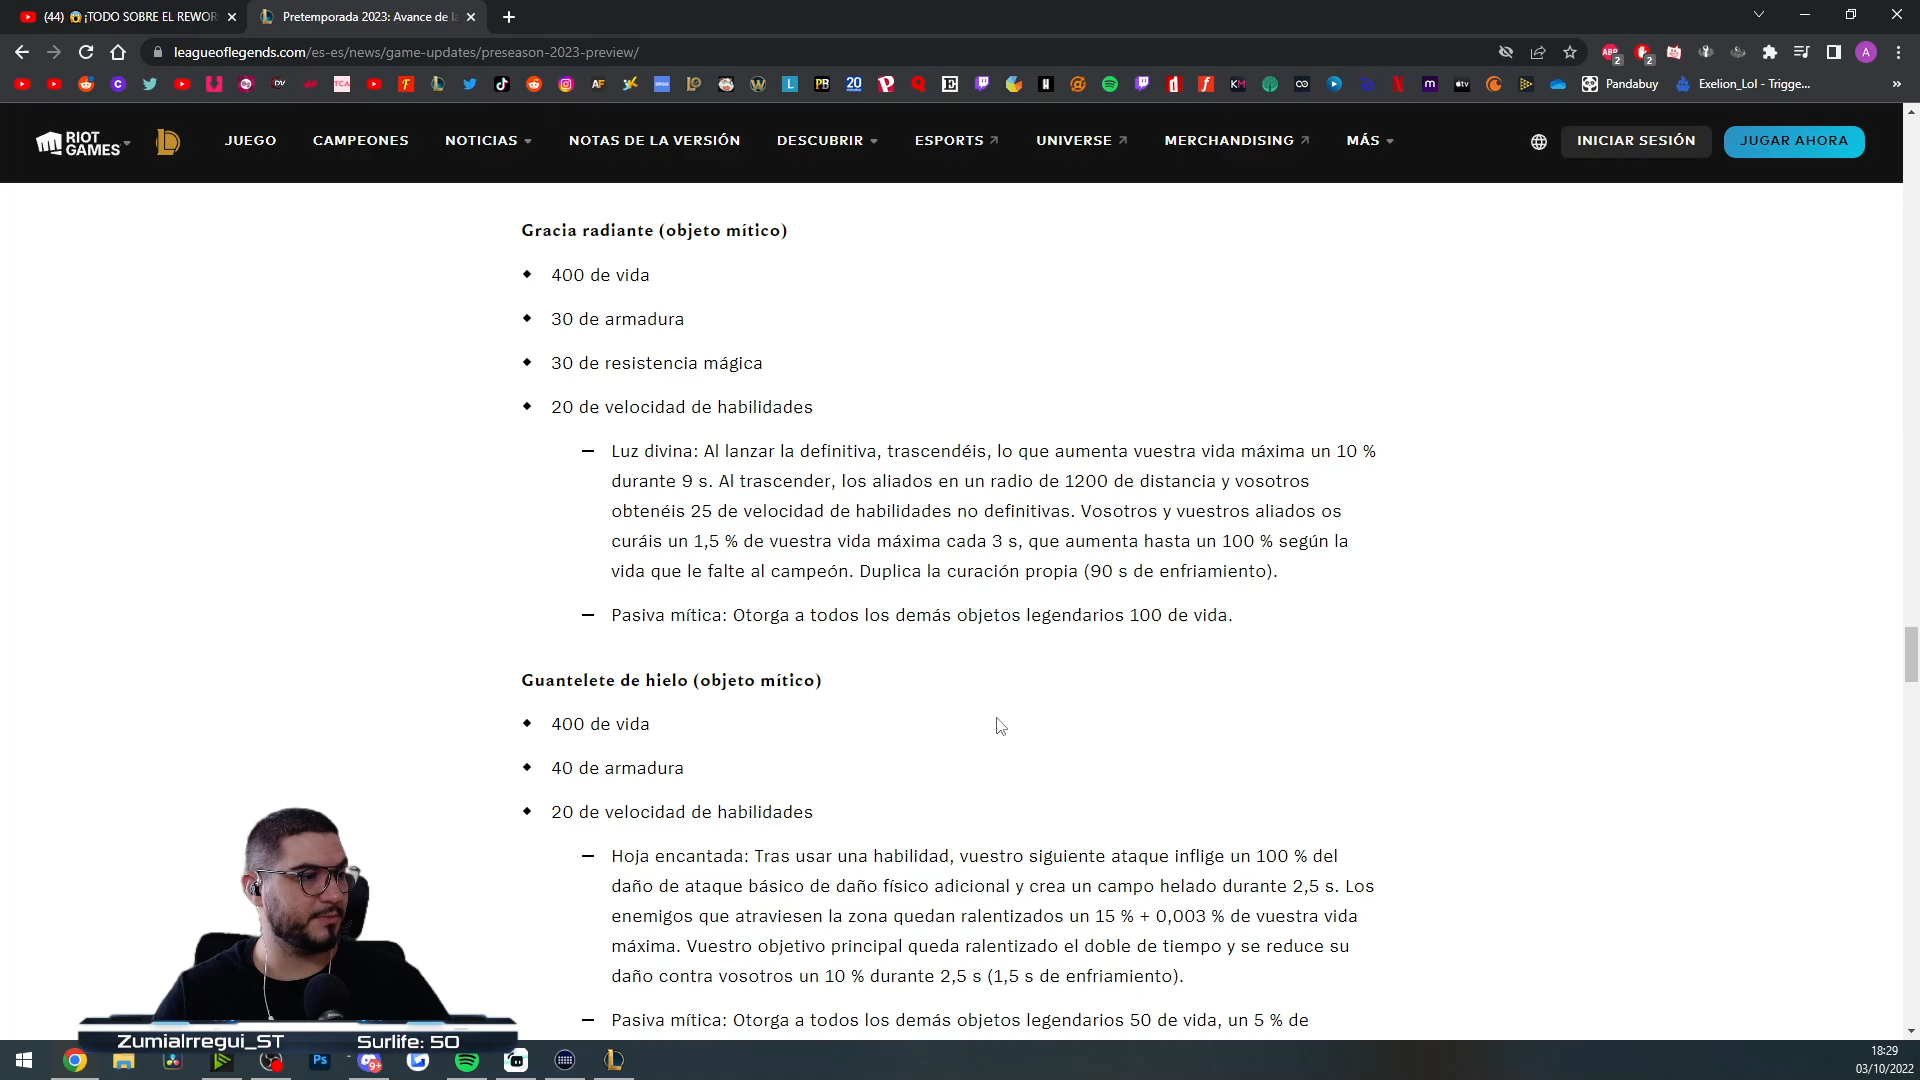 (44) 😱¡TODO SOBRE EL REWOR
Pretemporada 2023: Avance de la
leagueoflegends.com/es-es/news/game-updates/preseason-2023-preview/
Pandabuy
Exelion_Lol - Trigge...
RIOT GAMES
JUEGO
CAMPEONES
NOTICIAS
NOTAS DE LA VERSIÓN
DESCUBRIR
ESPORTS
UNIVERSE
MERCHANDISING
MÁS
INICIAR SESIÓN
JUGAR AHORA
Gracia radiante (objeto mítico)
400 de vida
30 de armadura
30 de resistencia mágica
20 de velocidad de habilidades
Luz divina: Al lanzar la definitiva, trascendéis, lo que aumenta vuestra vida máxima un 10 %
durante 9 s. Al trascender, los aliados en un radio de 1200 de distancia y vosotros
obtenéis 25 de velocidad de habilidades no definitivas. Vosotros y vuestros aliados os
curáis un 1,5 % de vuestra vida máxima cada 3 s, que aumenta hasta un 100 % según la
vida que le falte al campeón. Duplica la curación propia (90 s de enfriamiento).
Pasiva mítica: Otorga a todos los demás objetos legendarios 100 de vida.
Guantelete de hielo (objeto mítico)
400 de vida
40 de armadura
20 de velocidad de habilidades
Hoja encantada: Tras usar una habilidad, vuestro siguiente ataque inflige un 100 % del
daño de ataque básico de daño físico adicional y crea un campo helado durante 2,5 s. Los
enemigos que atraviesen la zona quedan ralentizados un 15 % + 0,003 % de vuestra vida
máxima. Vuestro objetivo principal queda ralentizado el doble de tiempo y se reduce su
daño contra vosotros un 10 % durante 2,5 s (1,5 s de enfriamiento).
Pasiva mítica: Otorga a todos los demás objetos legendarios 50 de vida, un 5 % de
ZumiaIrregui_ST
Surlife: 50
18:29
03/10/2022